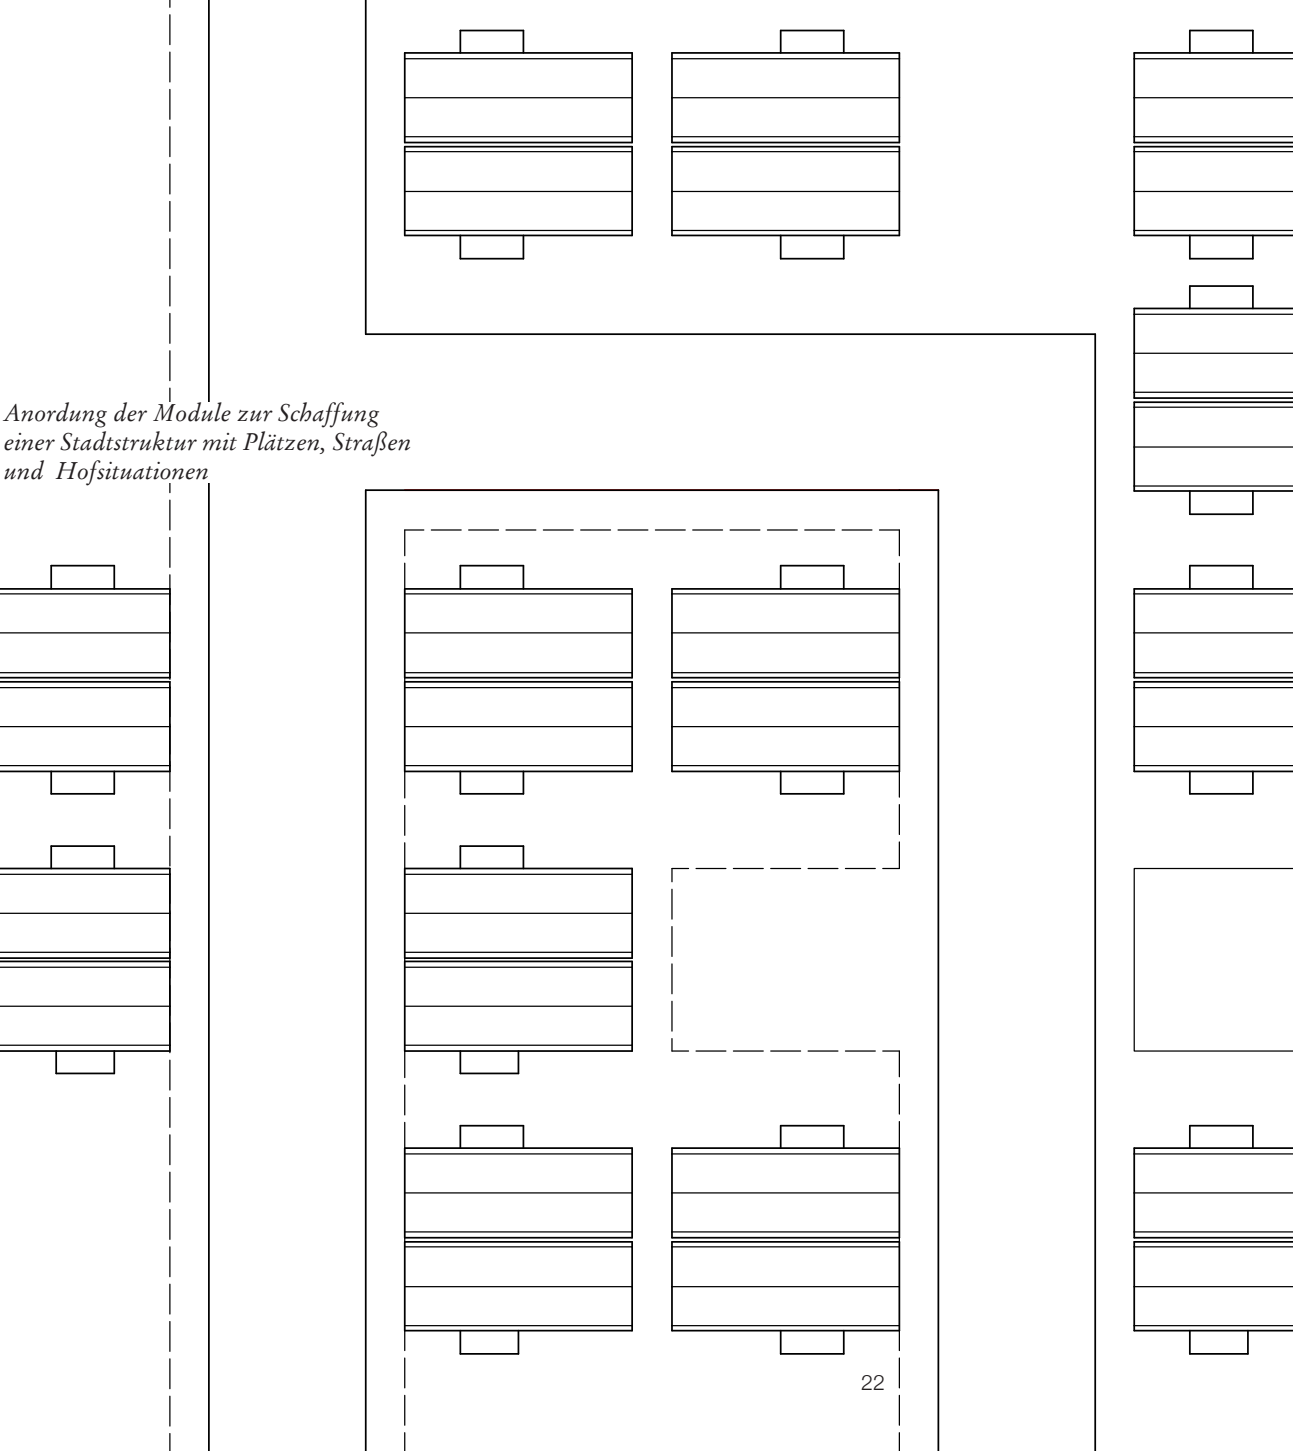 Anordung der Module zur Schaffung
einer Stadtstruktur mit Plätzen, Straßen
und  Hofsituationen
22